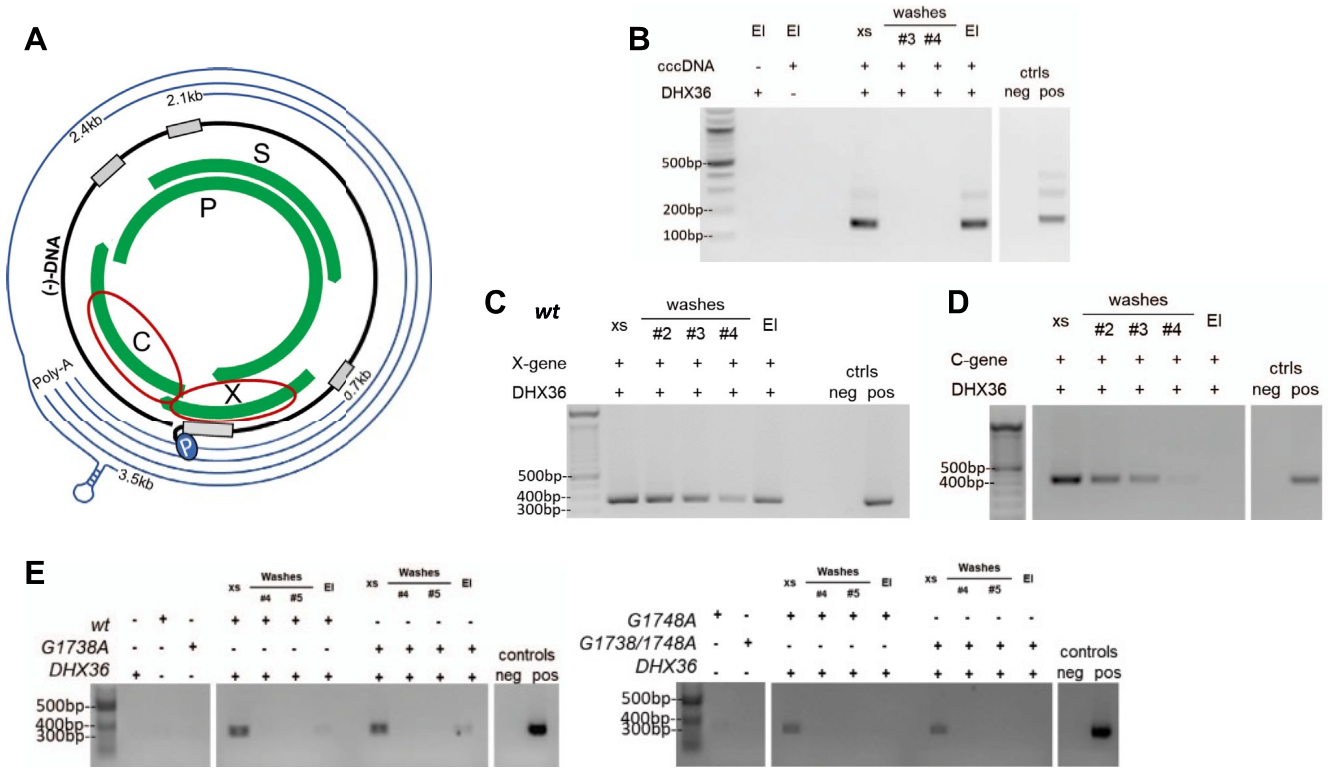 A
2.1kb
2.4kb
S
P
(-)-DNA
C
X
Poly-A
0.7kb
P
3.5kb
B
El El xs washes El
#3 #4
cccDNA - + + + + + ctrls
DHX36 + - + + + + neg pos
500bp--
200bp--
100bp--
C wt
xs washes El
#2 #3 #4
X-gene + + + + + ctrls
DHX36 + + + + + neg pos
500bp--
400bp--
300bp--
D
xs washes El
#2 #3 #4
C-gene + + + + + ctrls
DHX36 + + + + + neg pos
500bp--
400bp--
E
xs Washes El xs Washes El
#4 #5 #4 #5
wt - + - + + + + - - - -
G1738A - - + - - - - + + + + controls
DHX36 + - - + + + + + + + + neg pos
500bp--
400bp--
300bp--
xs Washes El xs Washes El
#4 #5 #4 #5
G1748A + - + + + + - - - -
G1738/1748A - + - - - - + + + + controls
DHX36 - - + + + + + + + + neg pos
500bp--
400bp--
300bp--